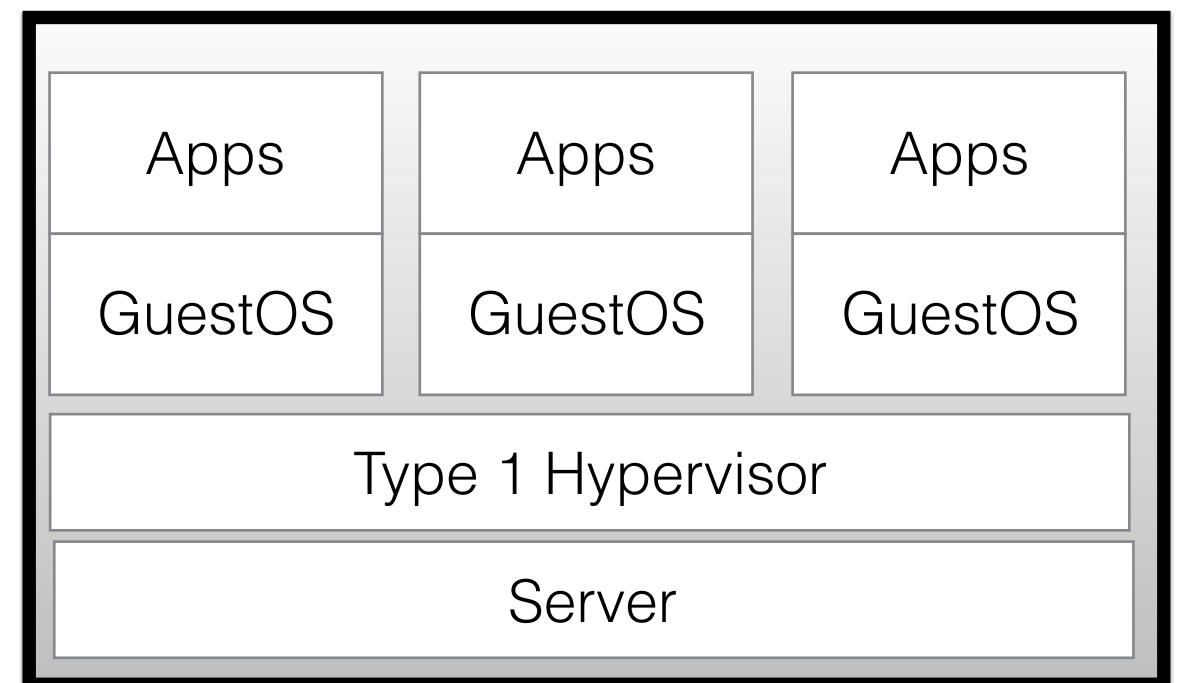 Apps
Apps
Apps
GuestOS
GuestOS
GuestOS
Type 1 Hypervisor
Server